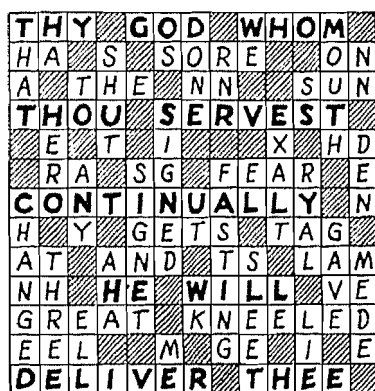 THY GOD WHOM
HA S SORE ON
A THE NN SUN
THOU SERVEST
E T I X HD
RA SG FEAR E
CONTINUALLY N
H Y GETS TAG
AT AND TS LAM
NH HE WILL VE
GREAT KNEELED
EEL M GE I E
DELIVER THEE